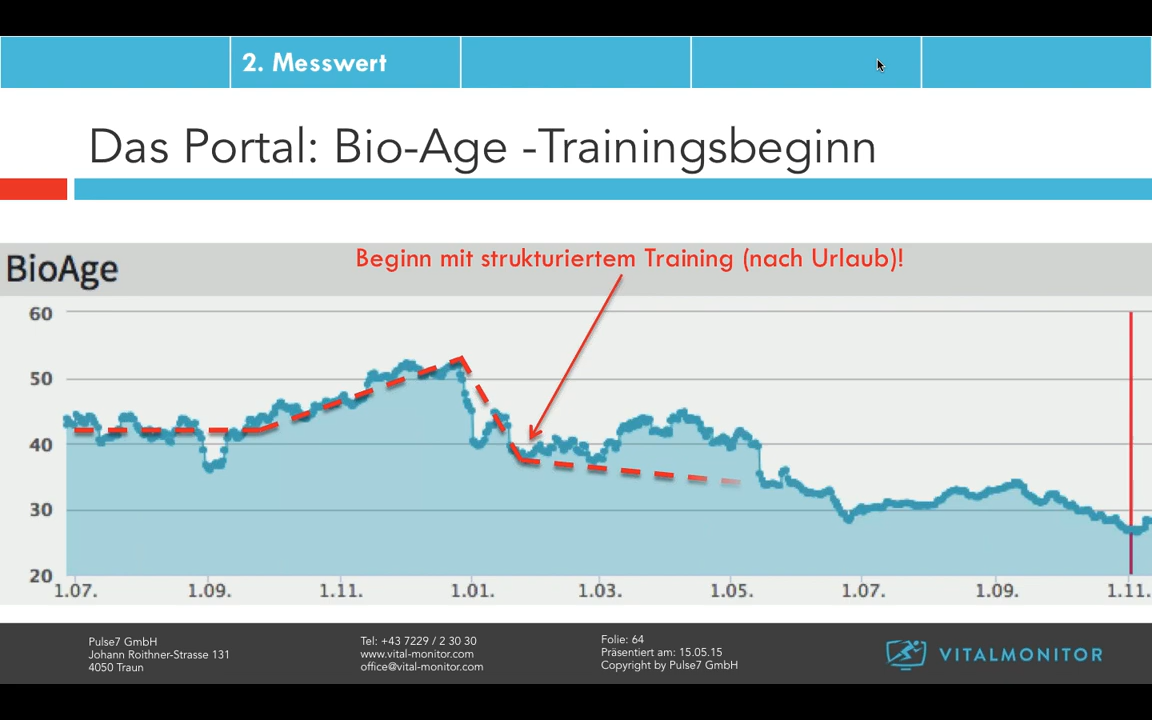 2. Messwert
Das Portal: Bio-Age -Trainingsbeginn
Beginn mit strukturiertem Training (nach Urlaub)!
BioAge
60
50
40
30
20
1.07.
1.09.
1.11.
1.01.
1.03.
1.05.
1.07.
1.09.
1.11.
Pulse7 GmbH
Johann Roithner-Strasse 131
4050 Traun
Tel: +43 7229 / 2 30 30
www.vital-monitor.com
office@vital-monitor.com
Folie: 64
Präsentiert am: 15.05.15
Copyright by Pulse7 GmbH
VITALMONITOR